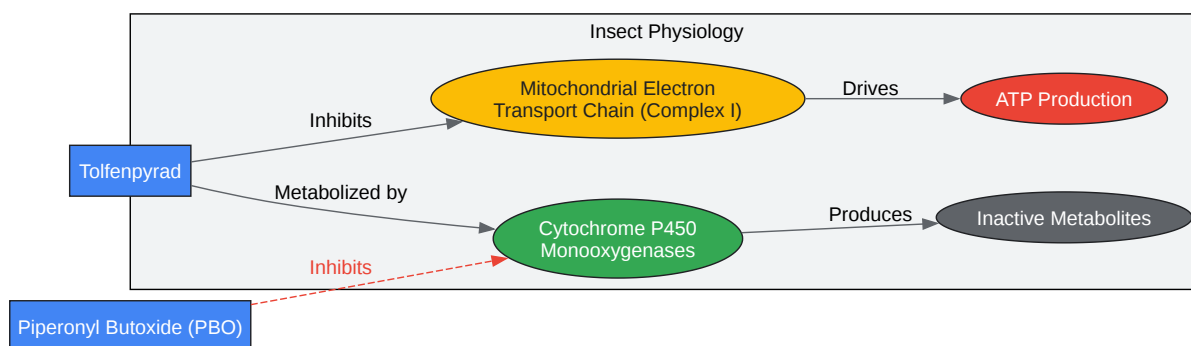 Insect Physiology
Mitochondrial Electron
Transport Chain (Complex I)
Drives
ATP Production
Inhibits
Tolfenpyrad
Metabolized by
Cytochrome P450
Monooxygenases
Produces
Inactive Metabolites
Inhibits
Piperonyl Butoxide (PBO)